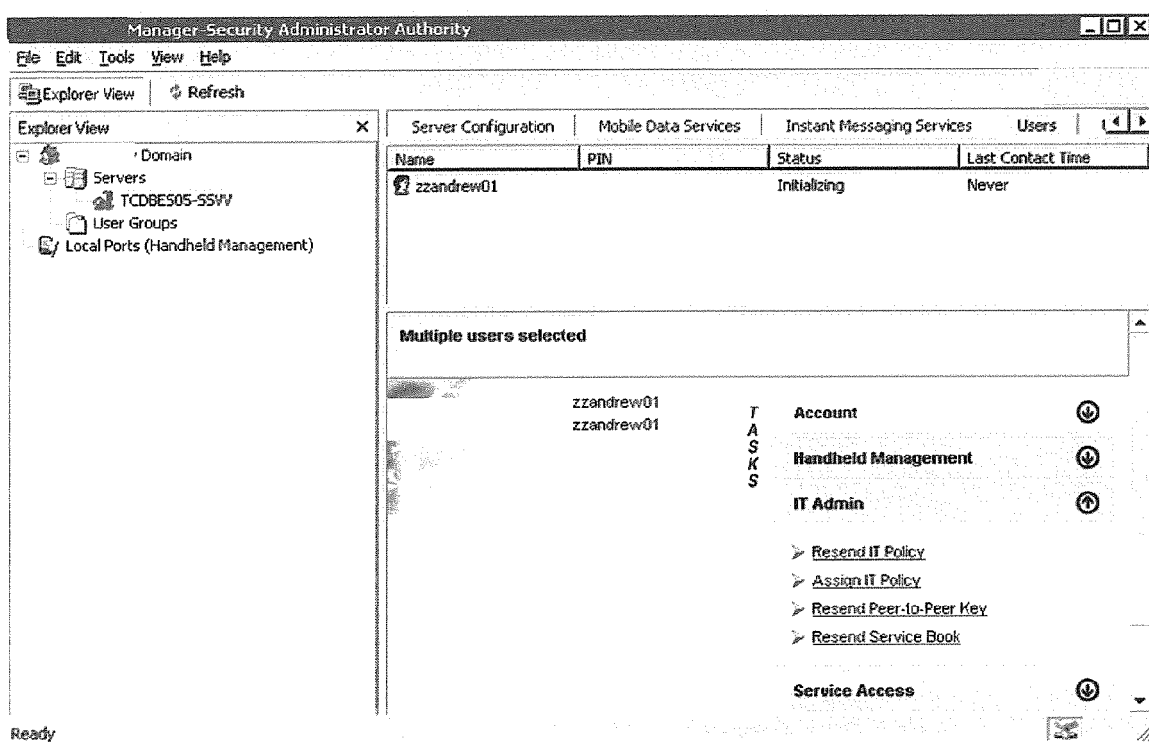 Manager-Security Administrator Authority
File Edit Tools View Help
Explorer View Refresh
Explorer View
Domain
Servers
TCDBES05-SSVV
User Groups
Local Ports (Handheld Management)
Server Configuration Mobile Data Services Instant Messaging Services Users
Name PIN Status Last Contact Time
zzandrew01 Initializing Never
Multiple users selected
zzandrew01
zzandrew01
TASKS
Account
Handheld Management
IT Admin
Resend IT Policy
Assign IT Policy
Resend Peer-to-Peer Key
Resend Service Book
Service Access
Ready